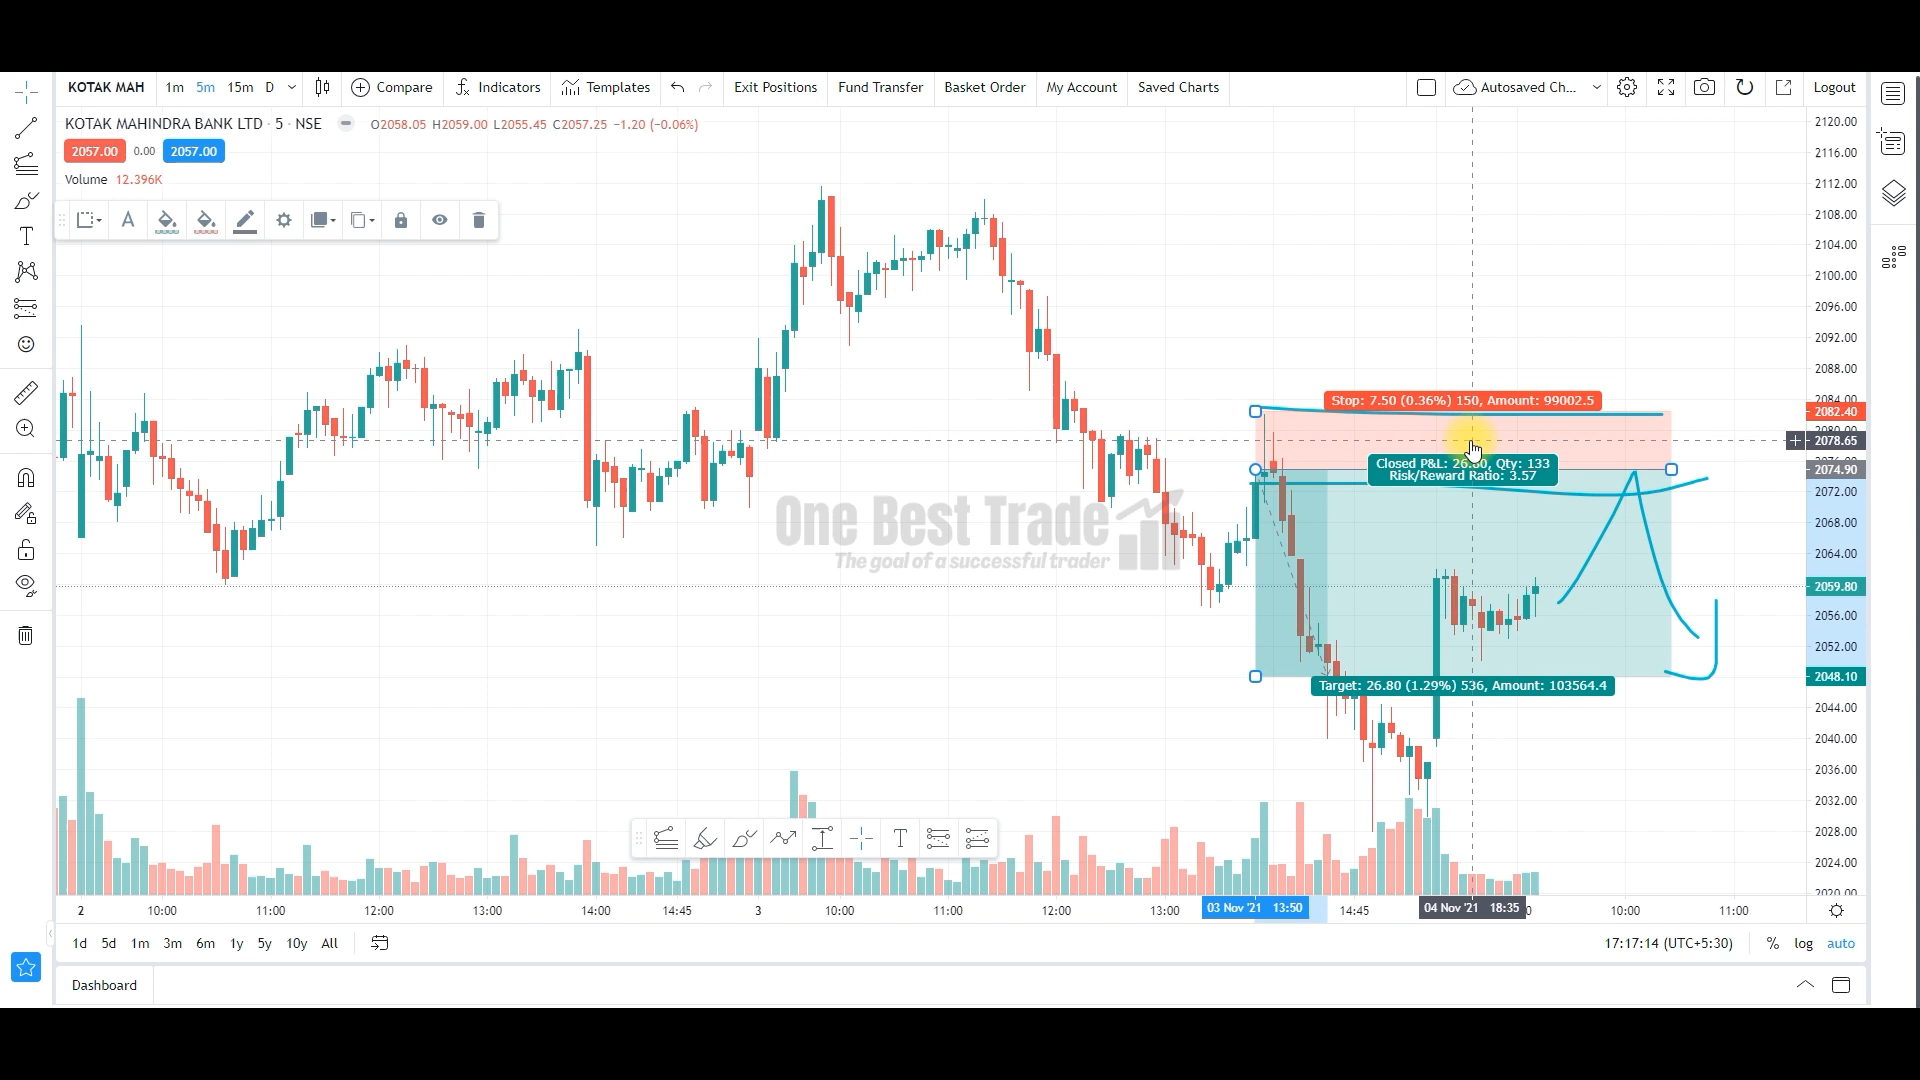 KOTAK MAH 1m 5m 15m D Compare Indicators Templates Exit Positions Fund Transfer Basket Order My Account Saved Charts Autosaved Ch... Logout
KOTAK MAHINDRA BANK LTD · 5 · NSE O2058.05 H2059.00 L2055.45 C2057.25 −1.20 (−0.06%)
2057.00 0.00 2057.00
Volume 12.396K
2120.00
2116.00
2112.00
2108.00
2104.00
2100.00
2096.00
2092.00
2088.00
2084.00
Stop: 7.50 (0.36%) 150, Amount: 99002.5
2082.40
2078.65
Closed P&L: 26.80, Qty: 133
Risk/Reward Ratio: 3.57
2074.90
2072.00
2068.00
2064.00
One Best Trade
The goal of a successful trader
2059.80
2056.00
2052.00
2048.10
Target: 26.80 (1.29%) 536, Amount: 103564.4
2044.00
2040.00
2036.00
2032.00
2028.00
2024.00
2020.00
2 10:00 11:00 12:00 13:00 14:00 14:45 3 10:00 11:00 12:00 13:00 03 Nov '21 13:50 14:45 04 Nov '21 18:35 10:00 11:00
1d 5d 1m 3m 6m 1y 5y 10y All 17:17:14 (UTC+5:30) % log auto
Dashboard